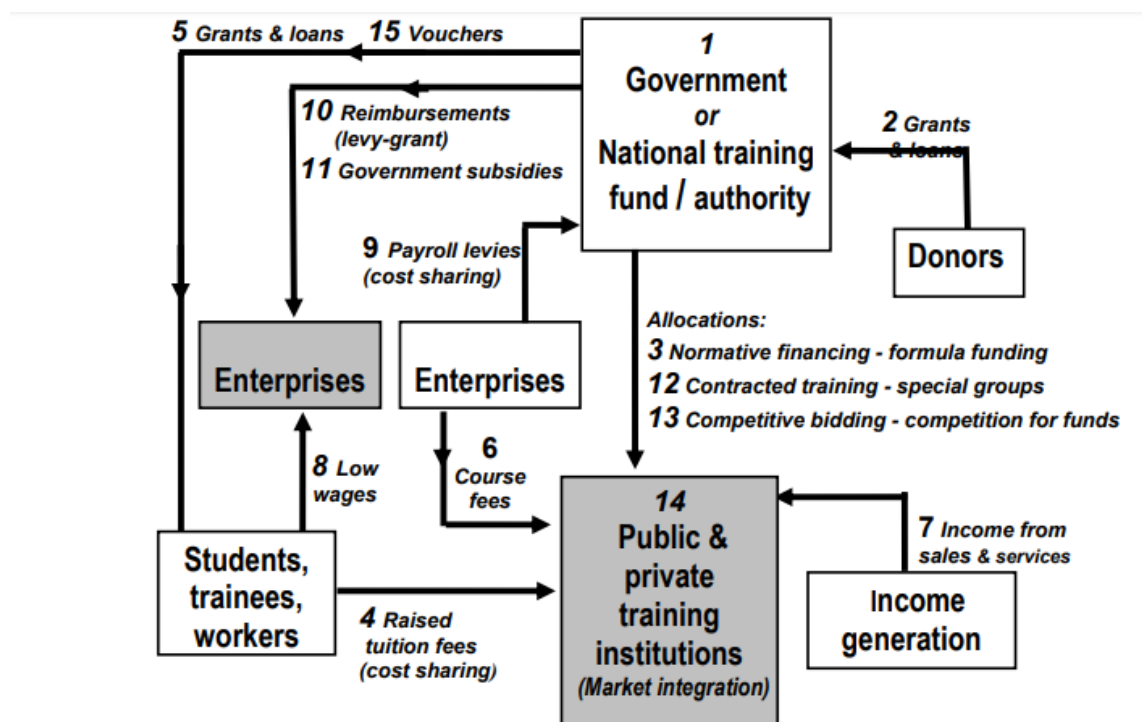 5 Grants & loans 15 Vouchers
1
Government
or
National training
fund / authority
2 Grants
& loans
10 Reimbursements
(levy-grant)
11 Government subsidies
9 Payroll levies
(cost sharing)
Donors
Allocations:
3 Normative financing - formula funding
12 Contracted training - special groups
13 Competitive bidding - competition for funds
Enterprises
Enterprises
8 Low
wages
6
Course
fees
14
Public &
private
training
institutions
(Market integration)
7 Income from
sales & services
Students,
trainees,
workers
Income
generation
4 Raised
tuition fees
(cost sharing)